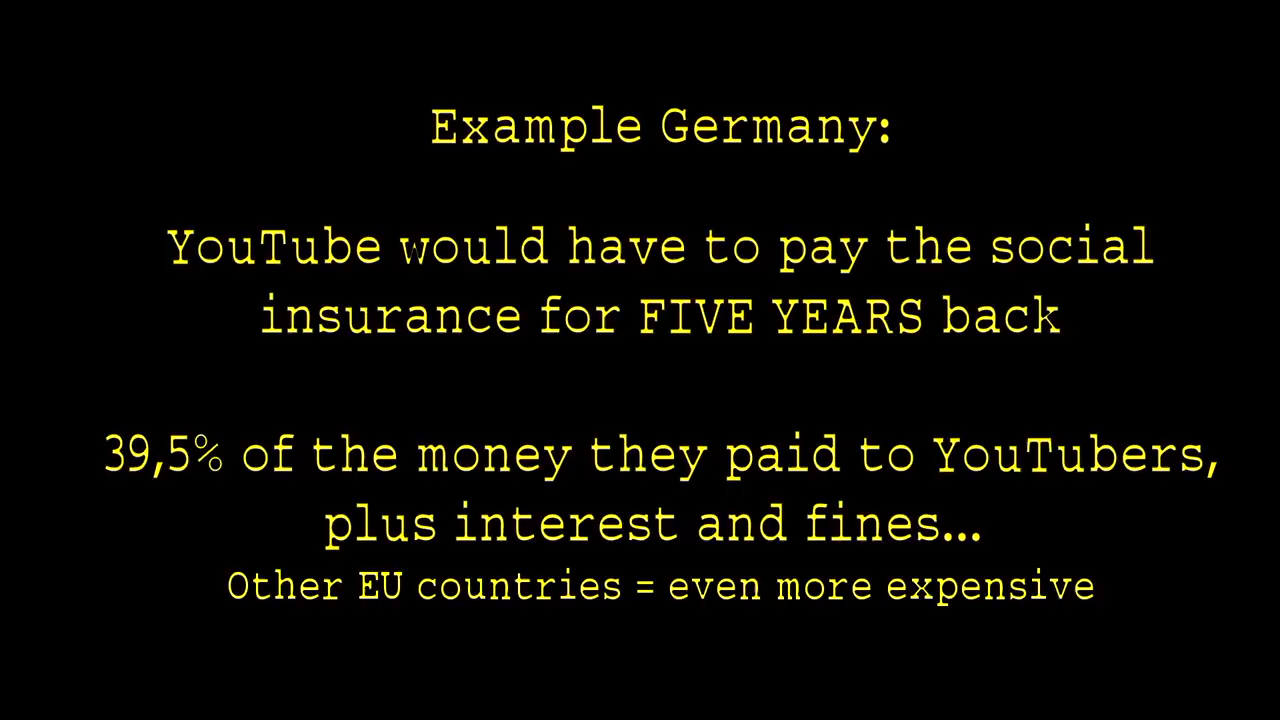 Example Germany:
YouTube would have to pay the social
insurance for FIVE YEARS back
39,5% of the money they paid to YouTubers,
plus interest and fines...
Other EU countries = even more expensive